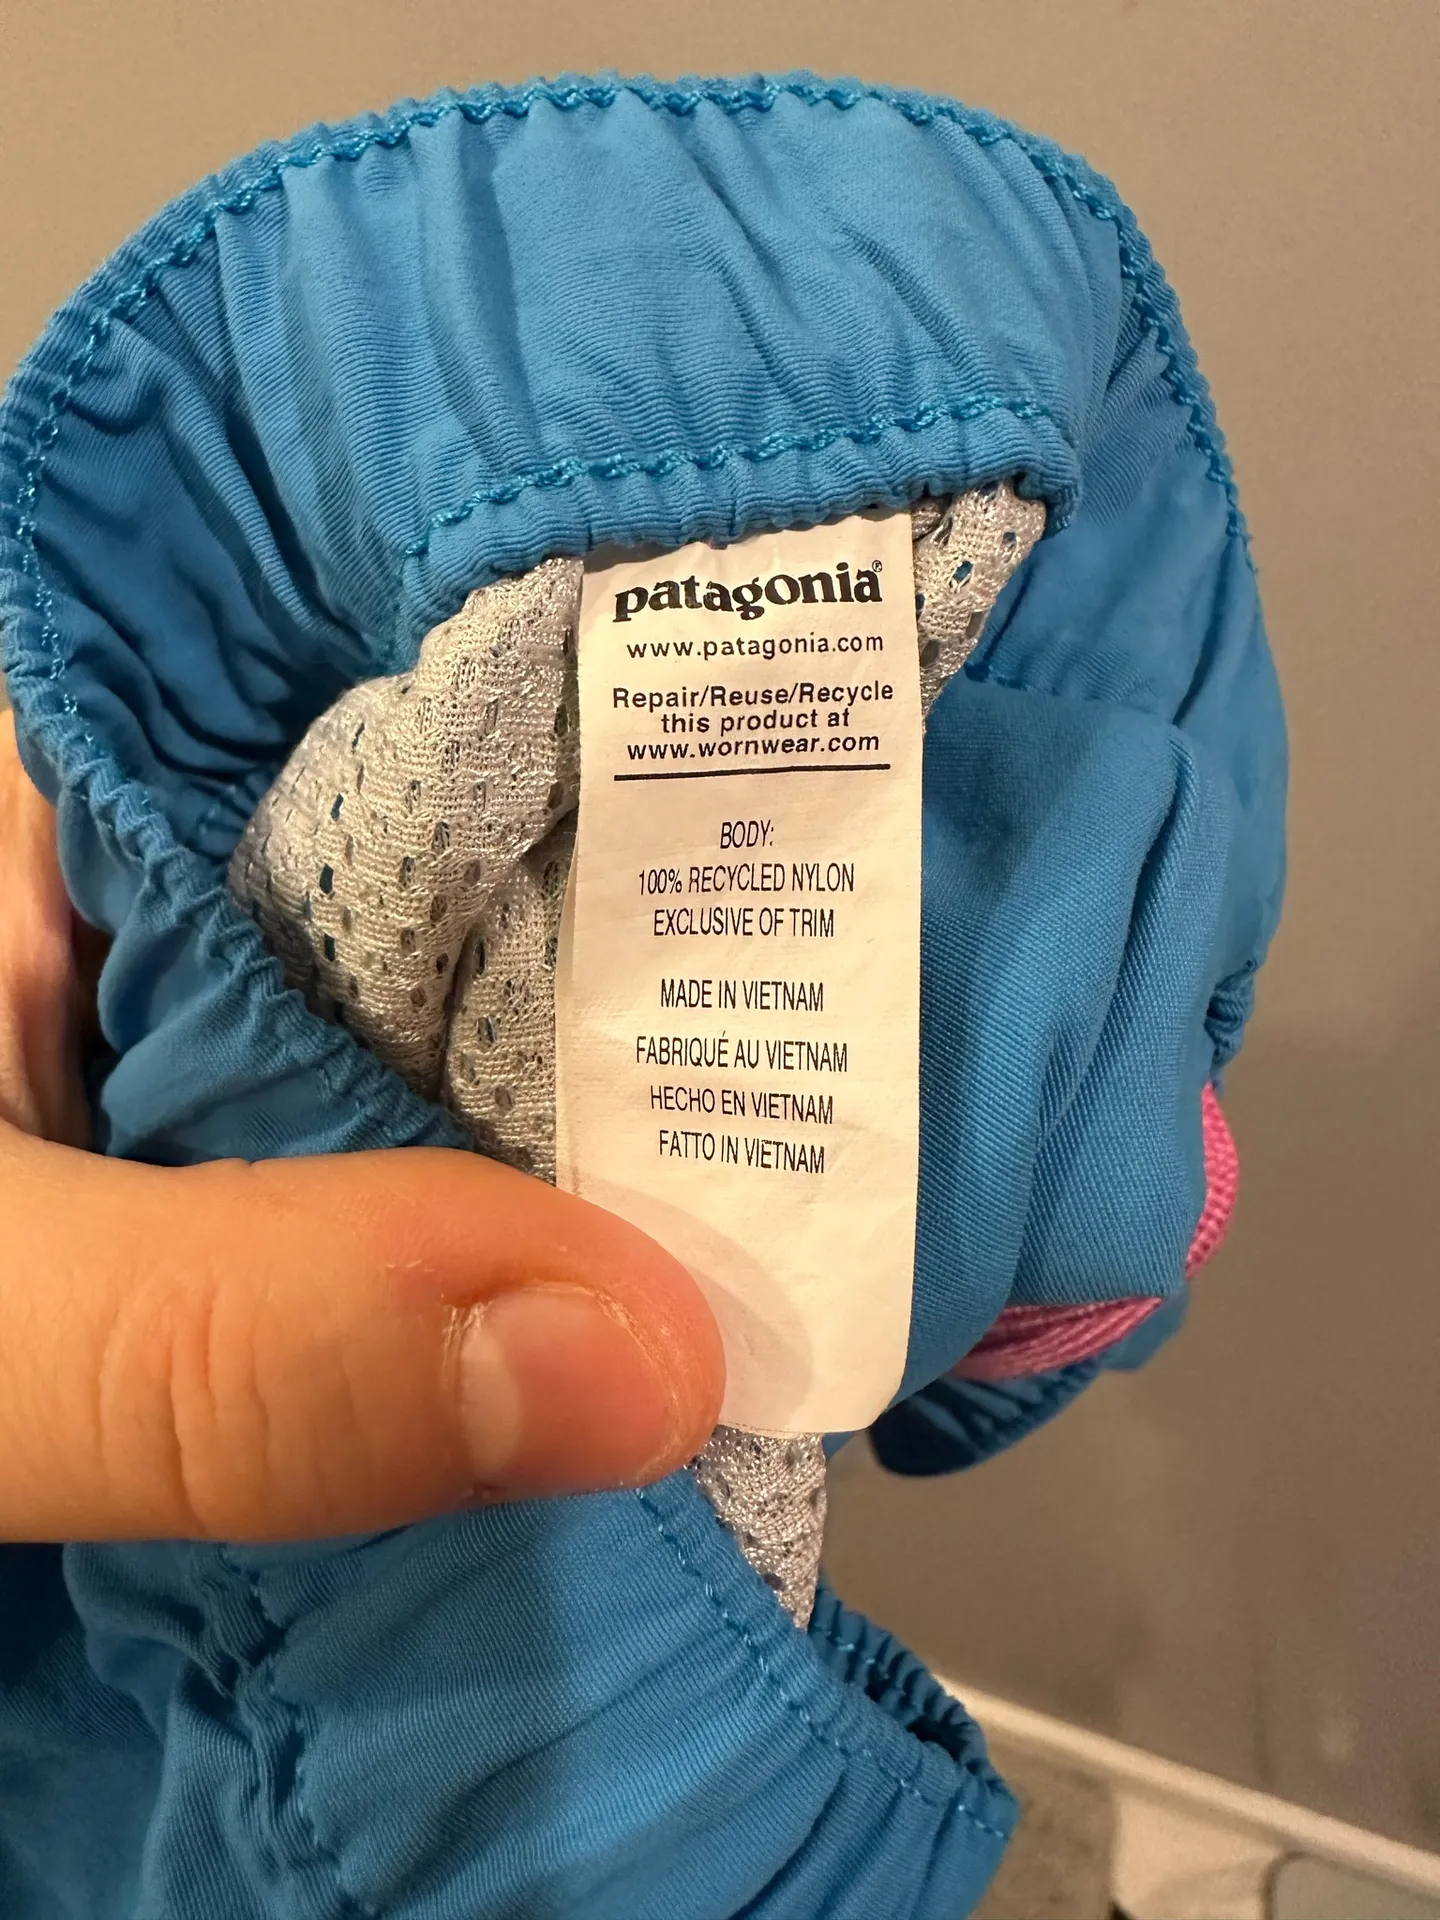 patagonia®
www.patagonia.com
Repair/Reuse/Recycle
this product at
www.wornwear.com
BODY:
100% RECYCLED NYLON
EXCLUSIVE OF TRIM
MADE IN VIETNAM
FABRIQUÉ AU VIETNAM
HECHO EN VIETNAM
FATTO IN VIETNAM